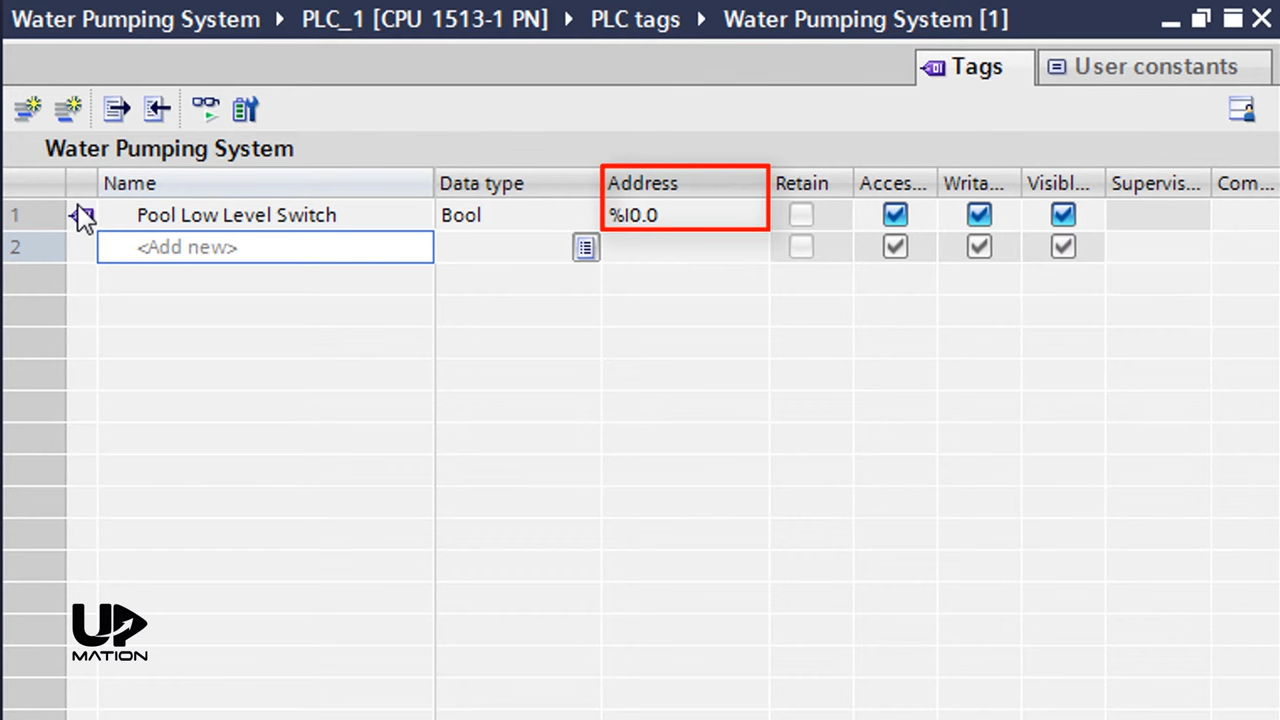 Water Pumping System ▸ PLC_1 [CPU 1513-1 PN] ▸ PLC tags ▸ Water Pumping System [1]
Tags User constants
Water Pumping System
Name Data type Address Retain Acces... Writa... Visibl... Supervis... Com...
1 Pool Low Level Switch Bool %I0.0
2 <Add new>
UP
MATION